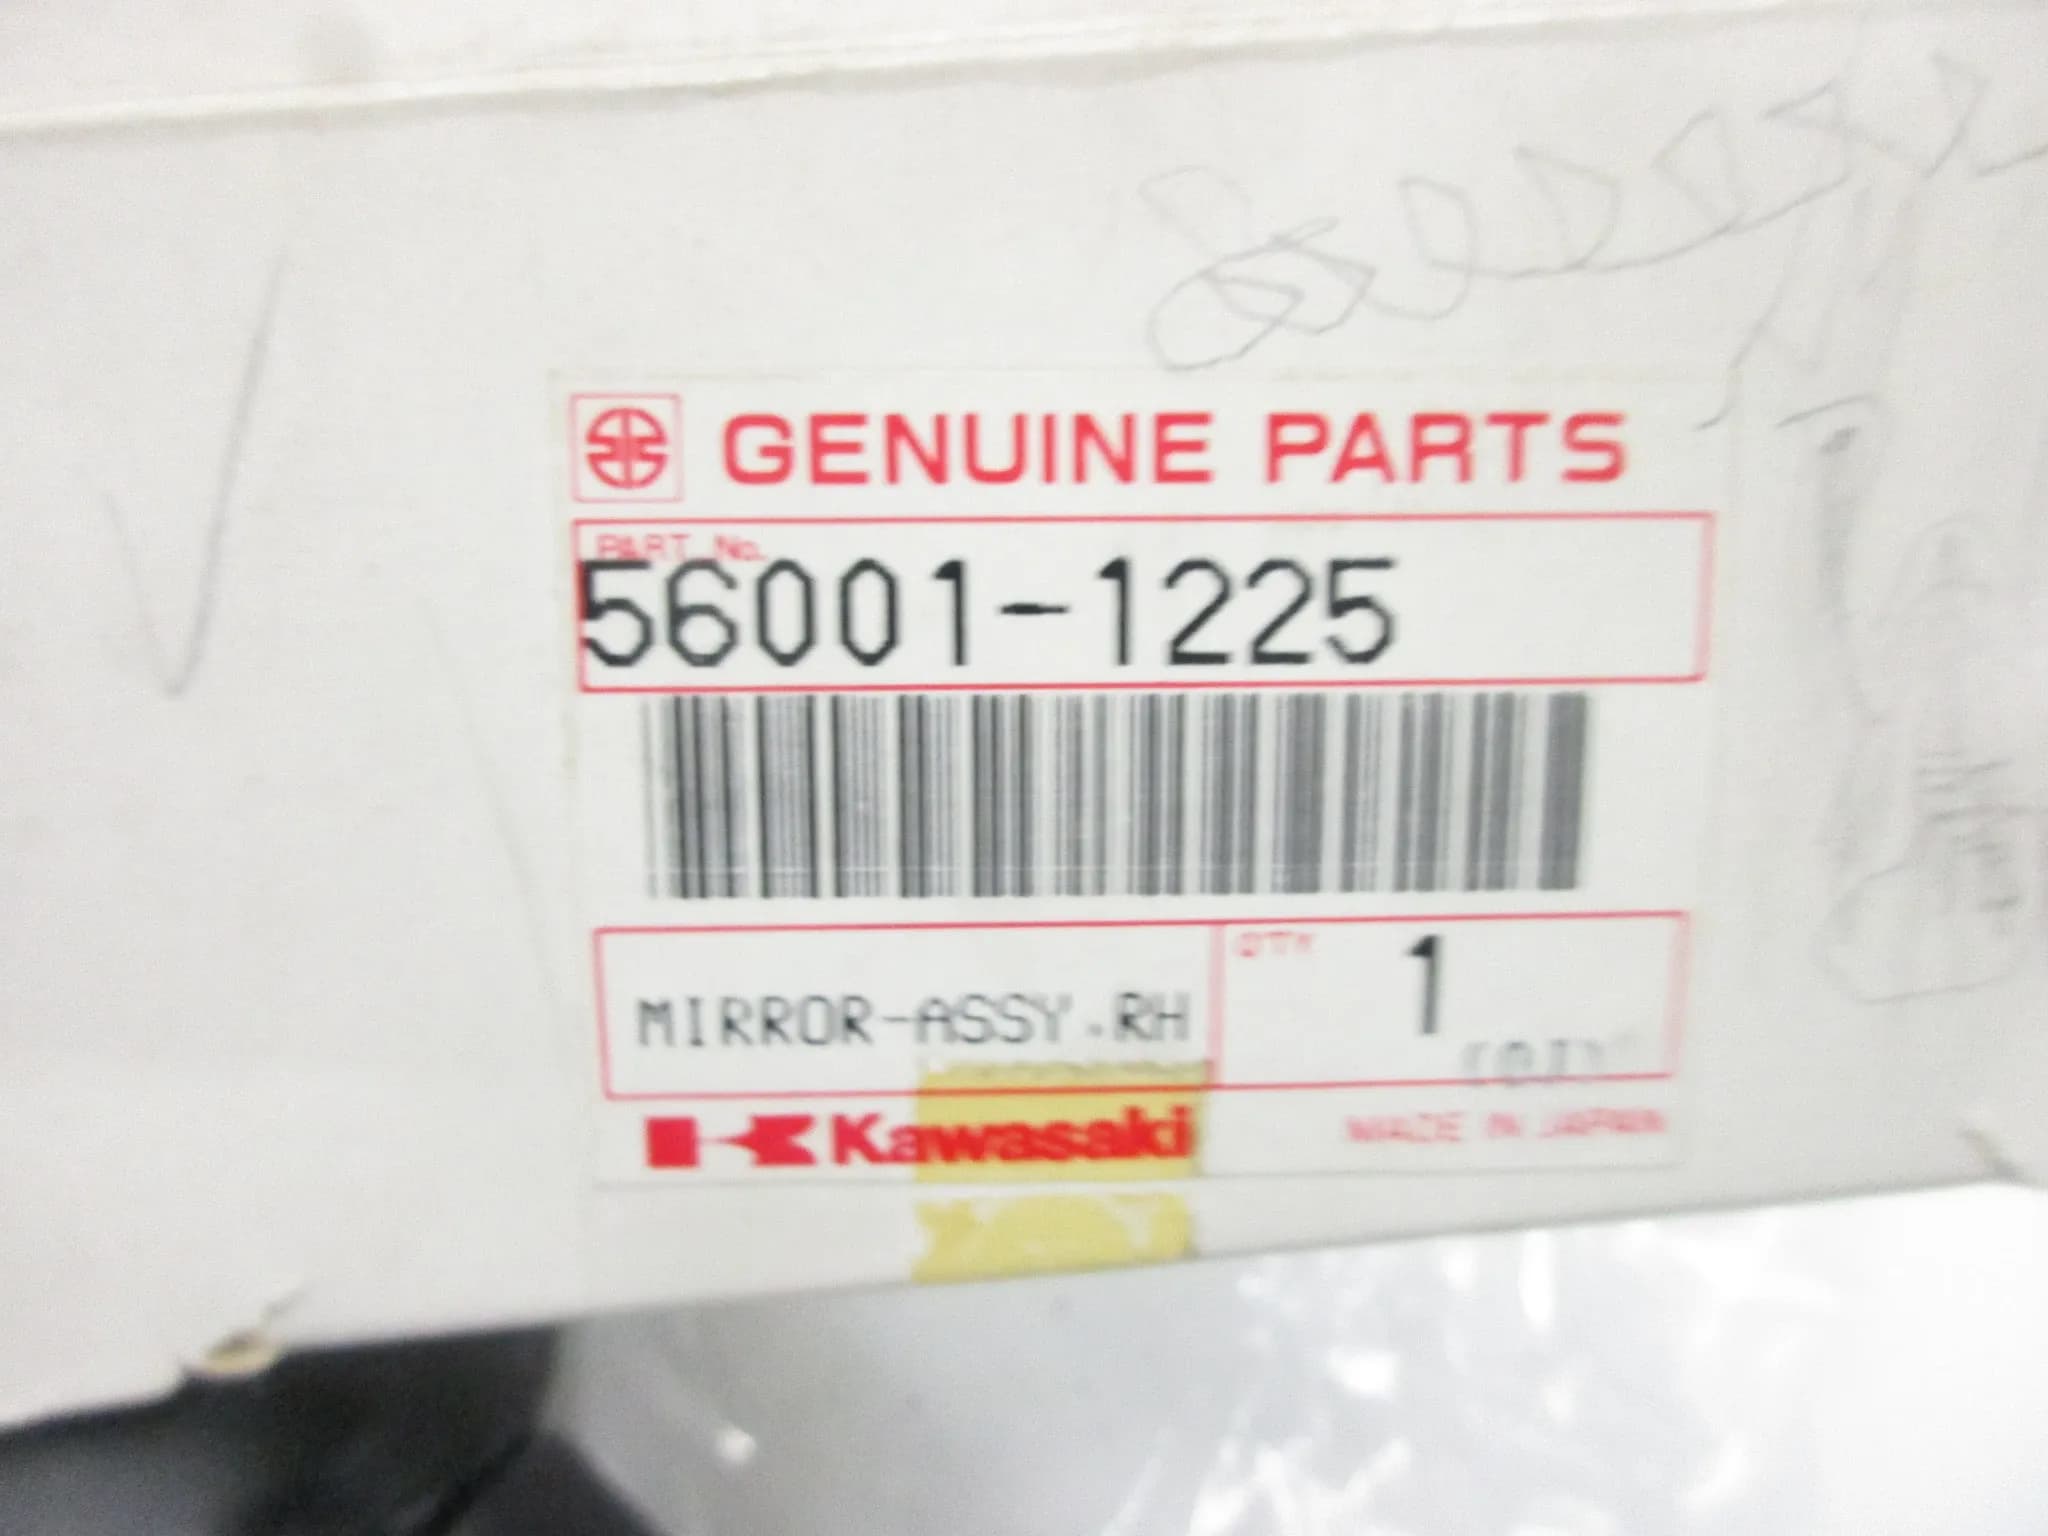 GENUINE PARTS
PART No.
56001-1225
MIRROR-ASSY.RH
QTY
1
Kawasaki
MADE IN JAPAN